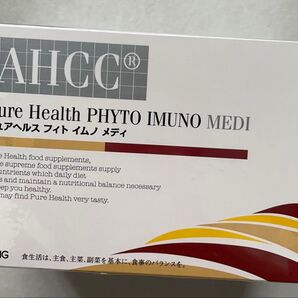 AHCC®
Pure Health PHYTO IMUNO MEDI
ュアヘルス フィト イムノ メディ
Health food supplements,
supreme food supplements supply
nutrients which daily diet
s and maintain a nutritional balance necessary
keep you healthy.
may find Pure Health very tasty.
食生活は、主食、主菜、副菜を基本に、食事のバランスを。